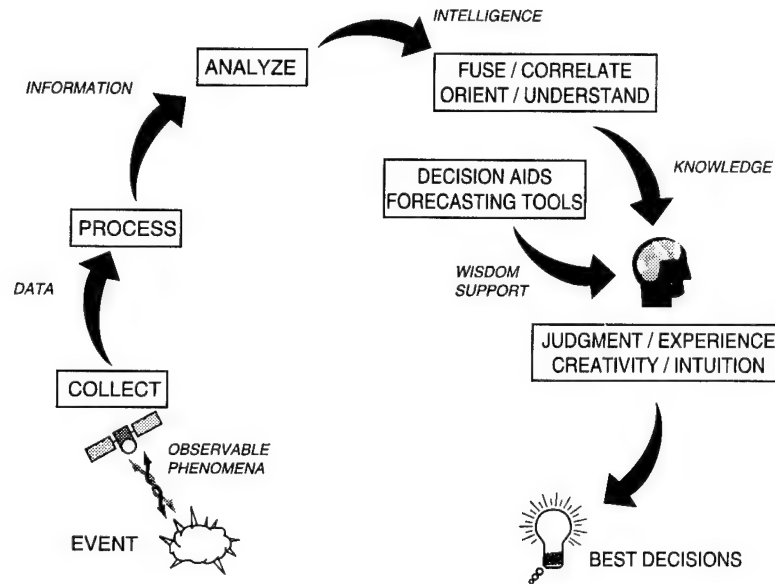 INTELLIGENCE
ANALYZE
FUSE / CORRELATE
ORIENT / UNDERSTAND
INFORMATION
KNOWLEDGE
DECISION AIDS
FORECASTING TOOLS
PROCESS
WISDOM
SUPPORT
DATA
JUDGMENT / EXPERIENCE
CREATIVITY / INTUITION
COLLECT
OBSERVABLE
PHENOMENA
EVENT
BEST DECISIONS